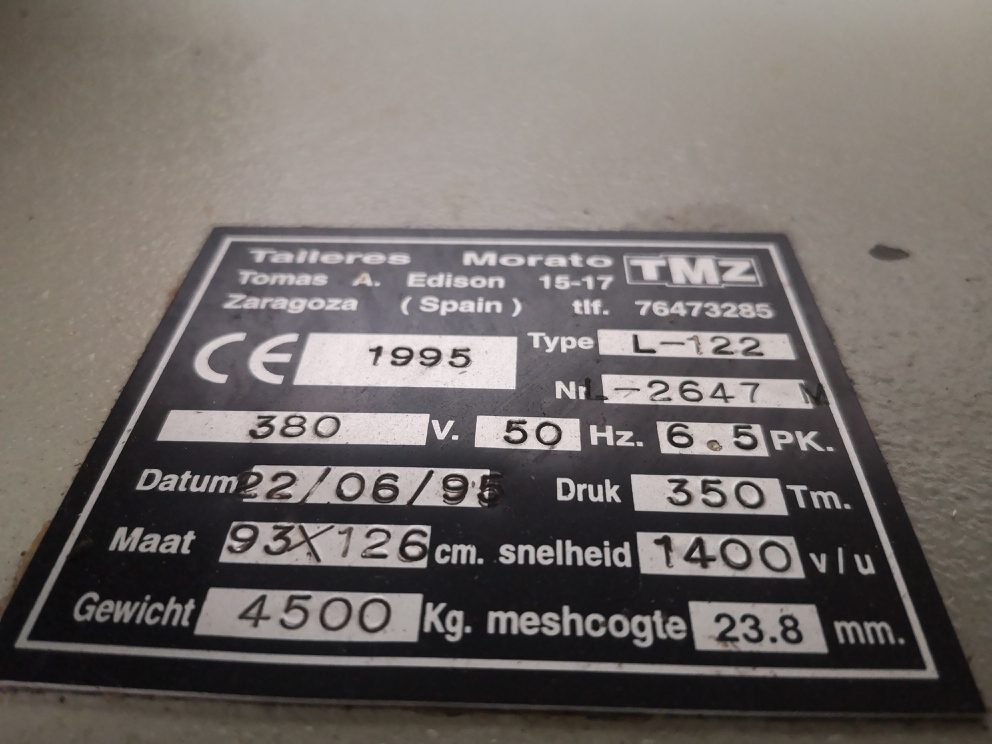 Talleres Morato TMZ
Tomas A. Edison 15-17
Zaragoza (Spain) tlf. 76473285
CE 1995 Type L-122
Nr L-2647 M
380 V. 50 Hz. 6.5 PK.
Datum 22/06/95 Druk 350 Tm.
Maat 93X126 cm. snelheid 1400 v/u
Gewicht 4500 Kg. meshcogte 23.8 mm.